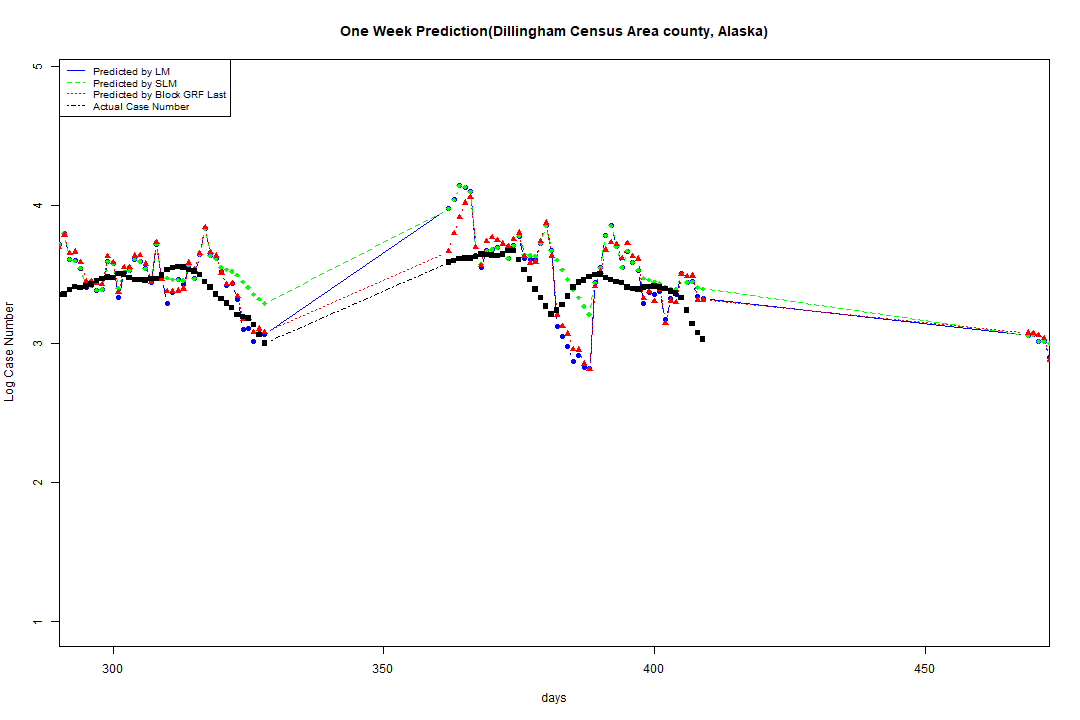 One Week Prediction(Dillingham Census Area county, Alaska)
Predicted by LM
Predicted by SLM
Predicted by Block GRF Last
Actual Case Number
5
4
3
2
1
Log Case Number
300
350
400
450
days